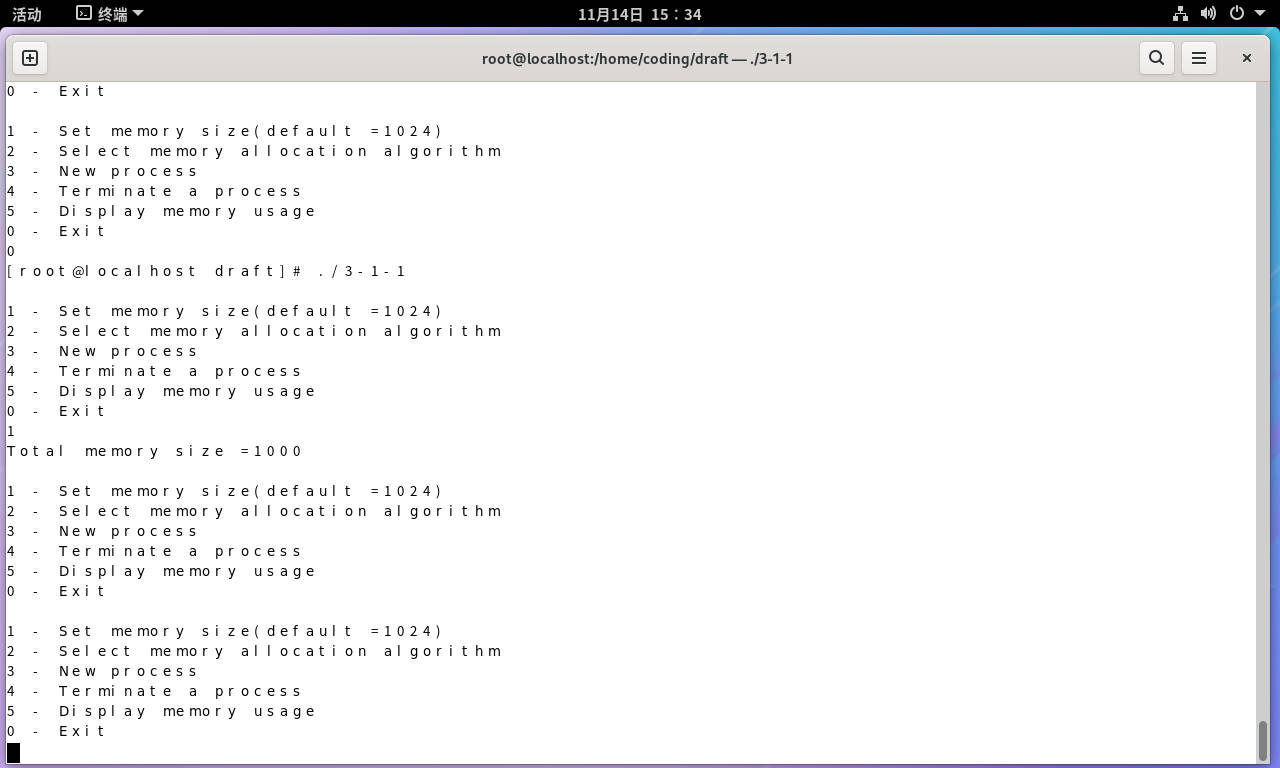 活动 终端 11月14日 15：34
root@localhost:/home/coding/draft — ./3-1-1
0 - Exit
1 - Set memory size(default =1024)
2 - Select memory allocation algorithm
3 - New process
4 - Terminate a process
5 - Display memory usage
0 - Exit
0
[root@localhost draft]# ./3-1-1
1 - Set memory size(default =1024)
2 - Select memory allocation algorithm
3 - New process
4 - Terminate a process
5 - Display memory usage
0 - Exit
1
Total memory size =1000
1 - Set memory size(default =1024)
2 - Select memory allocation algorithm
3 - New process
4 - Terminate a process
5 - Display memory usage
0 - Exit
1 - Set memory size(default =1024)
2 - Select memory allocation algorithm
3 - New process
4 - Terminate a process
5 - Display memory usage
0 - Exit